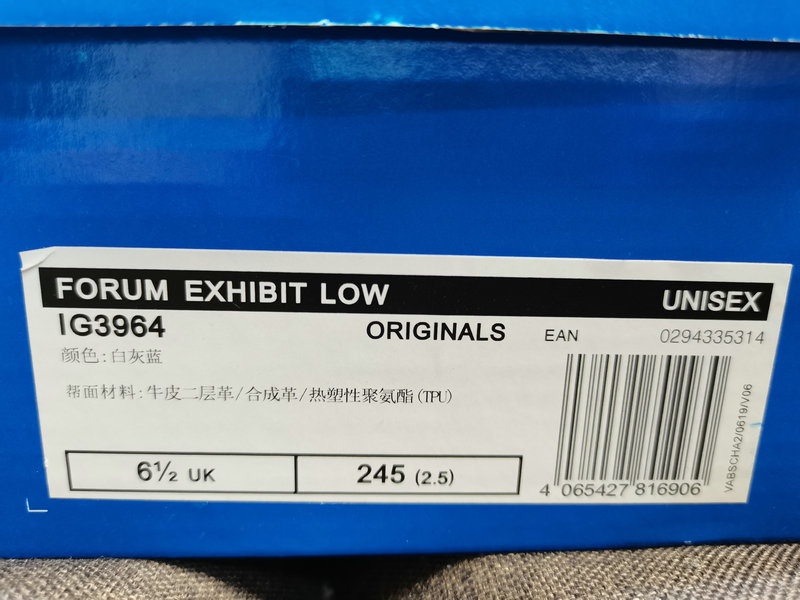 FORUM EXHIBIT LOW
UNISEX
IG3964
ORIGINALS
EAN
0294335314
颜色:白灰蓝
帮面材料:牛皮二层革/合成革/热塑性聚氨酯(TPU)
6½ UK
245 (2.5)
4 065427 816906
VABSCHA2/0619/V06